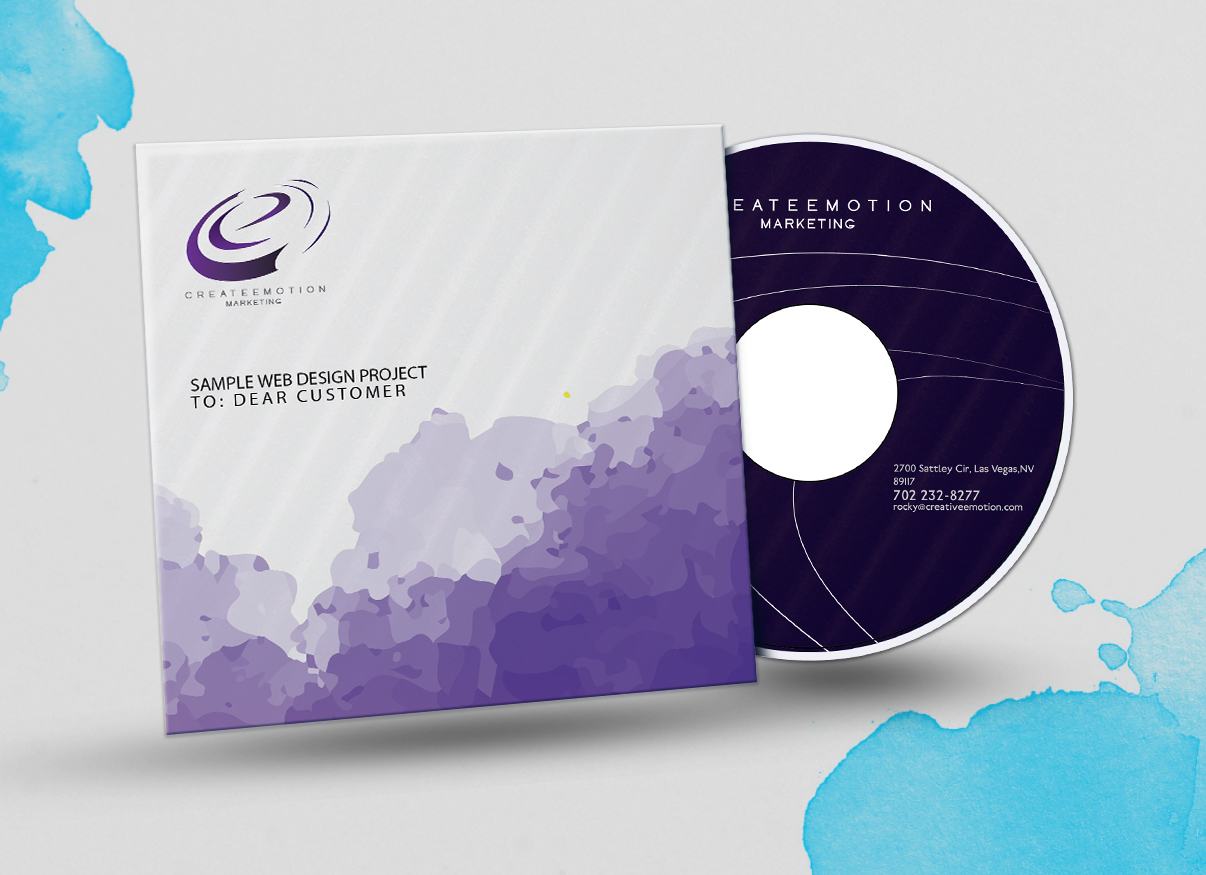 CREATEEMOTION
MARKETING
SAMPLE WEB DESIGN PROJECT
TO: DEAR CUSTOMER
EATEEMOTION
MARKETING
2700 Sattley Cir, Las Vegas,NV
89117
702 232-8277
rocky@creativeemotion.com